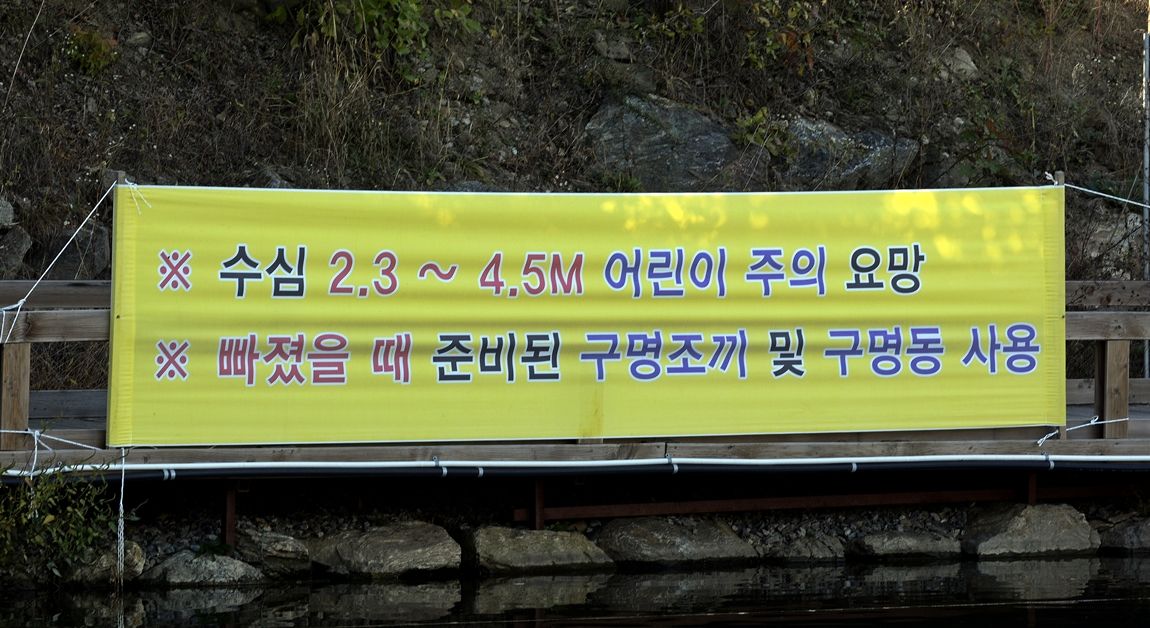 ※ 수심 2.3 ~ 4.5M 어린이 주의 요망
※ 빠졌을 때 준비된 구명조끼 및 구명동 사용